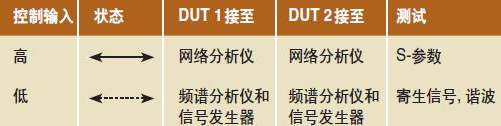 控制输入 状态 DUT 1接至 DUT 2接至 测试
高 网络分析仪 网络分析仪 S-参数
低 频谱分析仪和 频谱分析仪和 寄生信号, 谐波
信号发生器 信号发生器